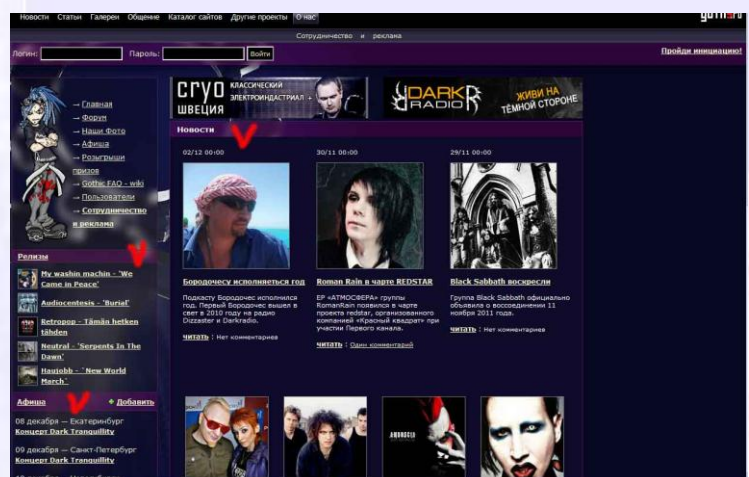 Новости Статьи Галереи Общение Каталог сайтов Другие проекты О нас
Сотрудничество и реклама
Логин: Пароль: Войти
Пройди инициацию!
→ Главная
→ Форум
→ Наши Фото
→ Афиша
→ Розыгрыши
призов
→ Gothic FAQ - wiki
→ Пользователи
→ Сотрудничество
и реклама
Релизы
My washin machin - 'We
Came in Peace'
Audiocentesis - 'Burial'
Retropop - Tämän hetken
tähden
Neutral - 'Serpents In The
Dawn'
Haujobb - 'New World
March'
Афиша + Добавить
08 декабря — Екатеринбург
Концерт Dark Tranquillity
09 декабря — Санкт-Петербург
Концерт Dark Tranquillity
CRYO
ШВЕЦИЯ
КЛАССИЧЕСКИЙ
ЭЛЕКТРОИНДАСТРИАЛ
DARK
RADIO
ЖИВИ НА
ТЁМНОЙ СТОРОНЕ
Новости
02/12 00:00
Бородочесу исполняеться год
Подкасту Бородочес исполнился
год. Первый Бородочес вышел в
свет в 2010 году на радио
Dizzaster и Darkradio.
читать : Нет комментариев
30/11 00:00
Roman Rain в чарте REDSTAR
EP «АТМОСФЕРА» группы
RomanRain появился в чарте
проекта redstar, организованного
компанией «Красный квадрат» при
участии Первого канала.
читать : Один комментарий
29/11 00:00
Black Sabbath воскресли
Группа Black Sabbath официально
объявила о воссоединении 11
ноября 2011 года.
читать : Нет комментариев